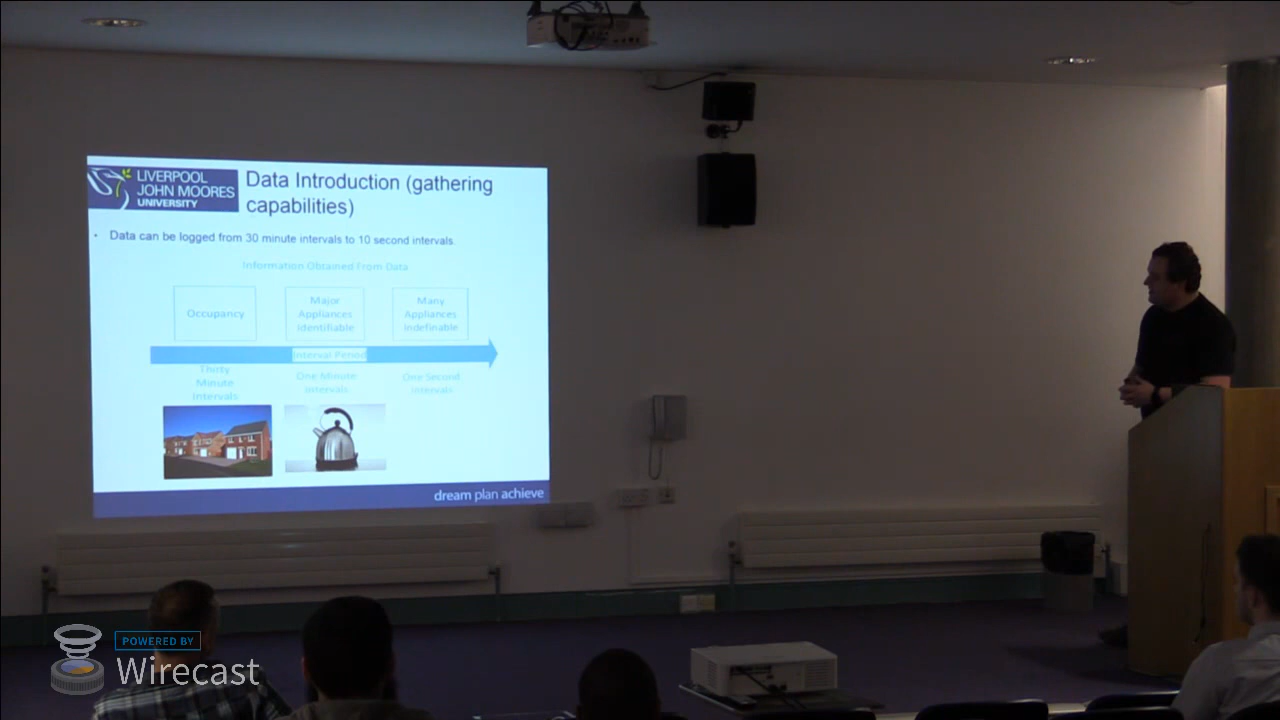 LIVERPOOL
JOHN MOORES
UNIVERSITY
Data Introduction (gathering
capabilities)
• Data can be logged from 30 minute intervals to 10 second intervals.
Information Obtained From Data
Occupancy
Major
Appliances
Identifiable
Many
Appliances
Indefinable
Interval Period
Thirty
Minute
Intervals
One Minute
Intervals
One Second
Intervals
dream plan achieve
POWERED BY
Wirecast